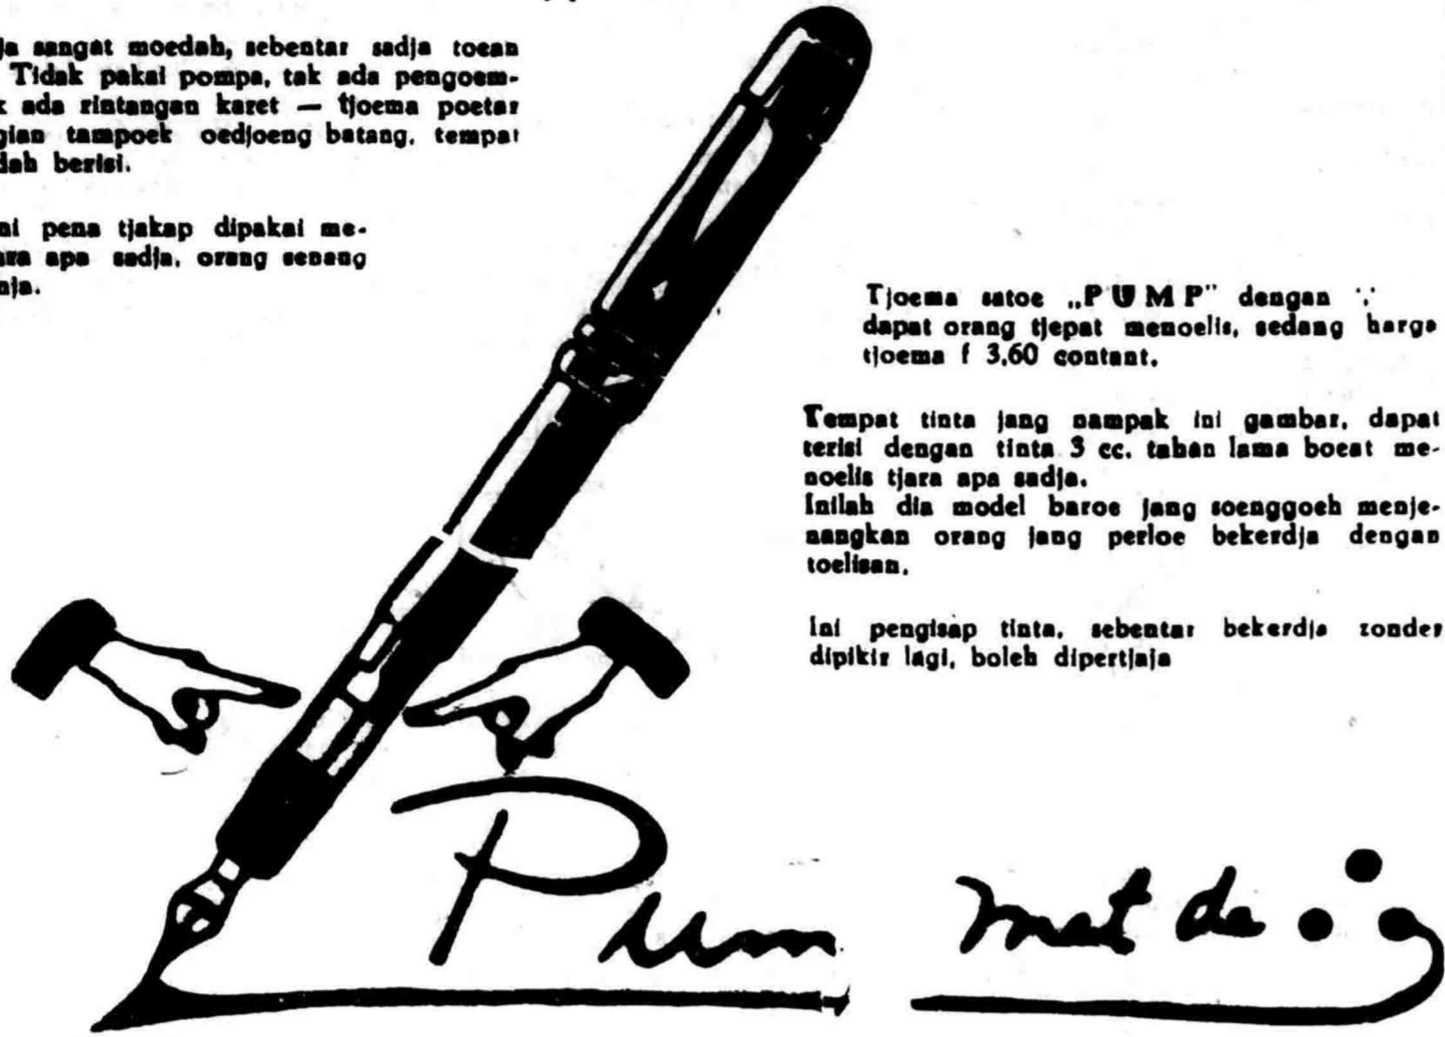 ja sangat moedah, sebentar sadja toean
Tidak pakai pompa, tak ada pengoem-
k ada rintangan karet — tjoema poetar
gian tampoek oedjoeng batang, tempat
dah berisi.
ni pena tjakap dipakai me-
ara apa sadja, orang senang
nja.
Tjoema satoe „PUMP" dengan ∵
dapat orang tjepat menoelis, sedang harga
tjoema f 3,60 contant.
Tempat tinta jang nampak ini gambar, dapat
terisi dengan tinta 3 cc. tahan lama boeat me-
noelis tjara apa sadja.
Inilah dia model baroe jang soenggoeh menje-
nangkan orang jang perloe bekerdja dengan
toelisan.
Ini pengisap tinta, sebentar bekerdja zonder
dipikir lagi, boleh dipertjaja
Pum met de